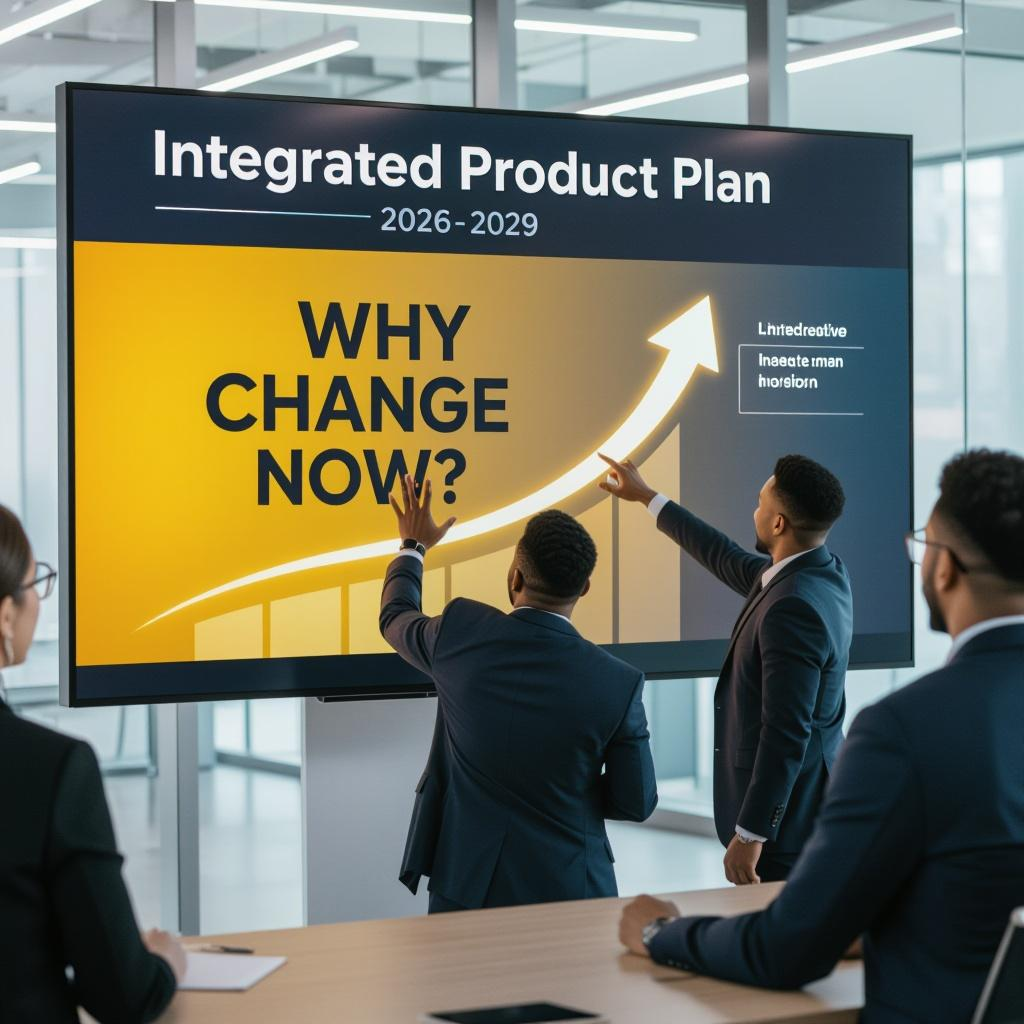 Integrated Product Plan
2026-2029
WHY
CHANGE
NOW?